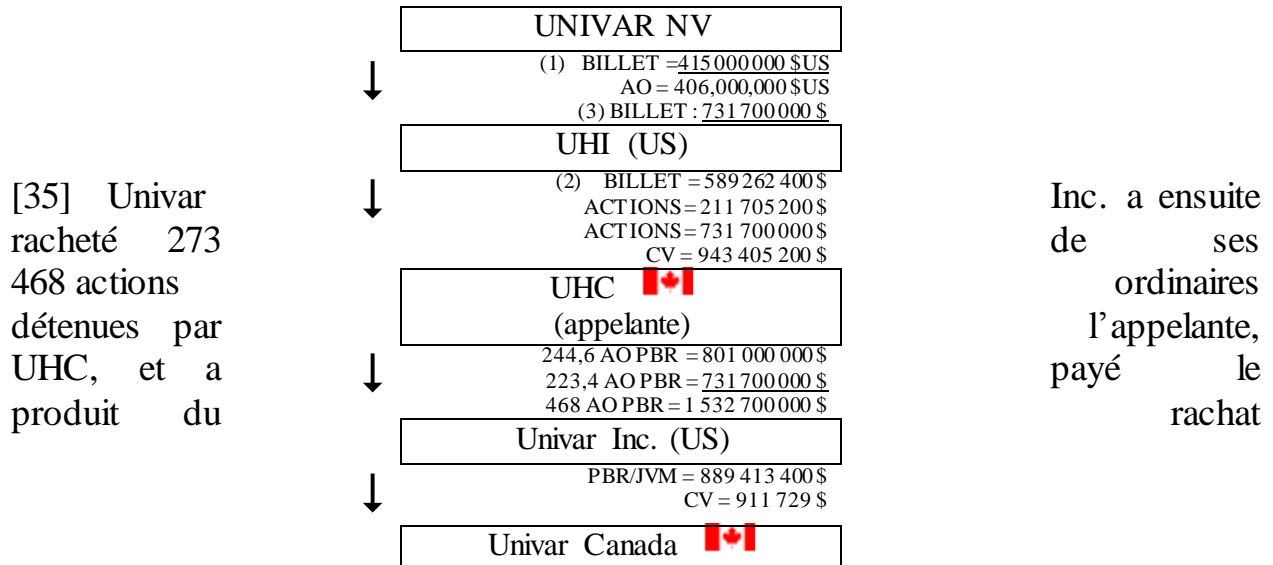 UNIVAR NV
(1) BILLET =415 000 000 $US
AO = 406,000,000 $US
(3) BILLET : 731 700 000 $
UHI (US)
(2) BILLET = 589 262 400 $
ACTIONS = 211 705 200 $
ACTIONS = 731 700 000 $
CV = 943 405 200 $
UHC
(appelante)
244,6 AO PBR = 801 000 000 $
223,4 AO PBR = 731 700 000 $
468 AO PBR = 1 532 700 000 $
Univar Inc. (US)
PBR/JVM = 889 413 400 $
CV = 911 729 $
Univar Canada
[35] Univar Inc. a ensuite
racheté 273 de ses
468 actions ordinaires
détenues par l’appelante,
UHC, et a payé le
produit du rachat